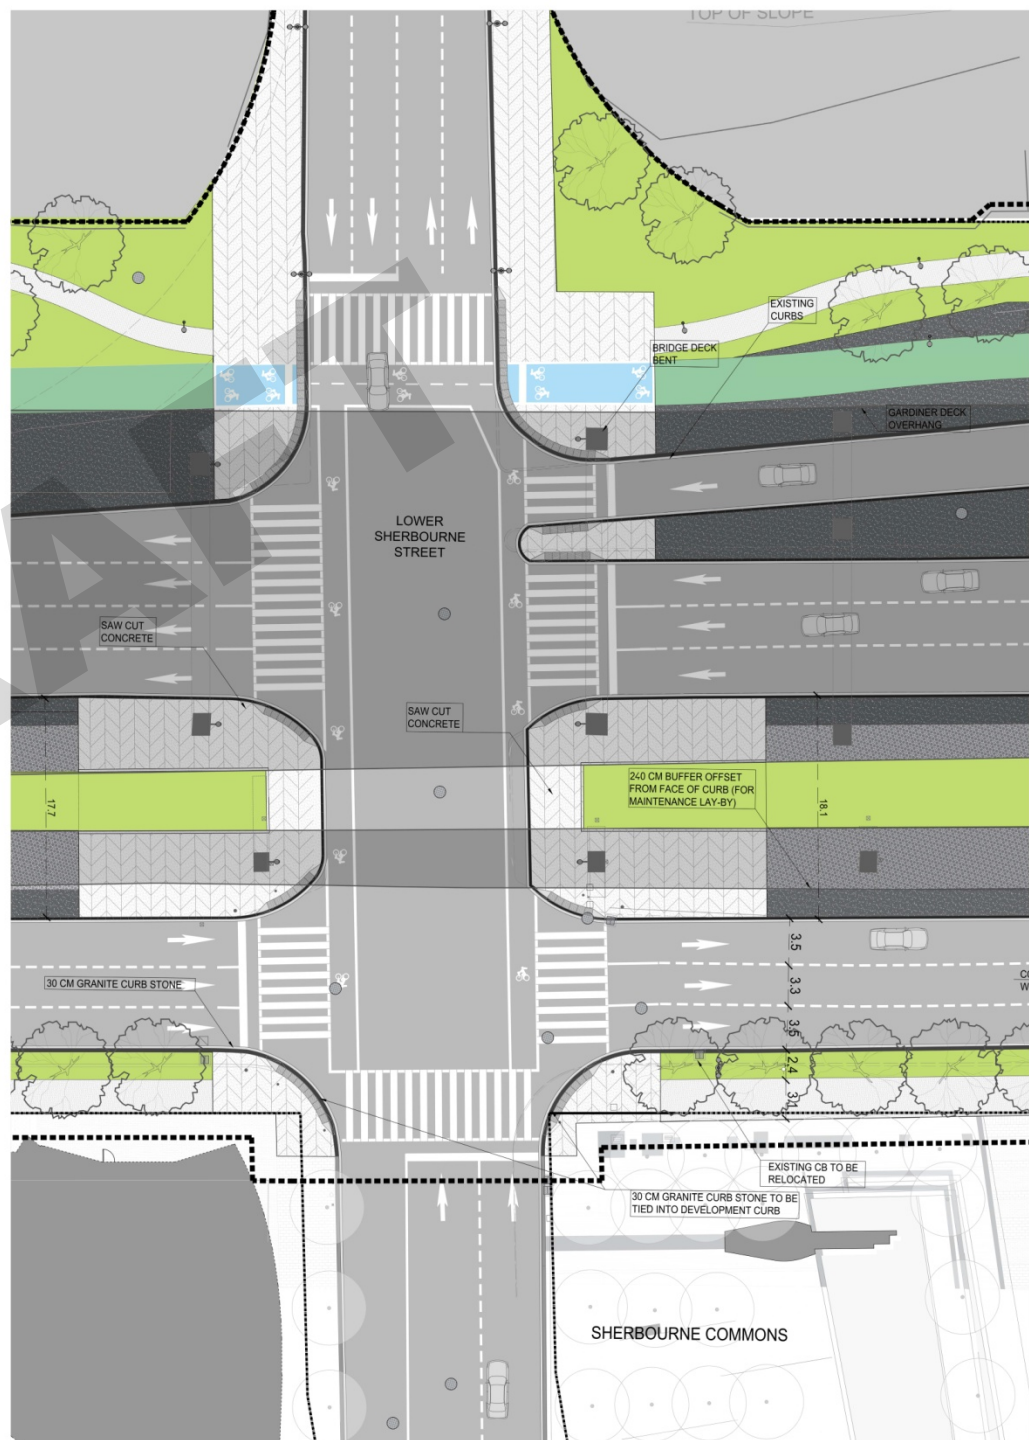 TOP OF SLOPE
EXISTING
CURBS
BRIDGE DECK
BENT
GARDINER DECK
OVERHANG
LOWER
SHERBOURNE
STREET
SAW CUT
CONCRETE
SAW CUT
CONCRETE
240 CM BUFFER OFFSET
FROM FACE OF CURB (FOR
MAINTENANCE LAY-BY)
17.7
18.1
3.5
3.3
3.5
2.4
3.1
30 CM GRANITE CURB STONE
EXISTING CB TO BE
RELOCATED
30 CM GRANITE CURB STONE TO BE
TIED INTO DEVELOPMENT CURB
SHERBOURNE COMMONS